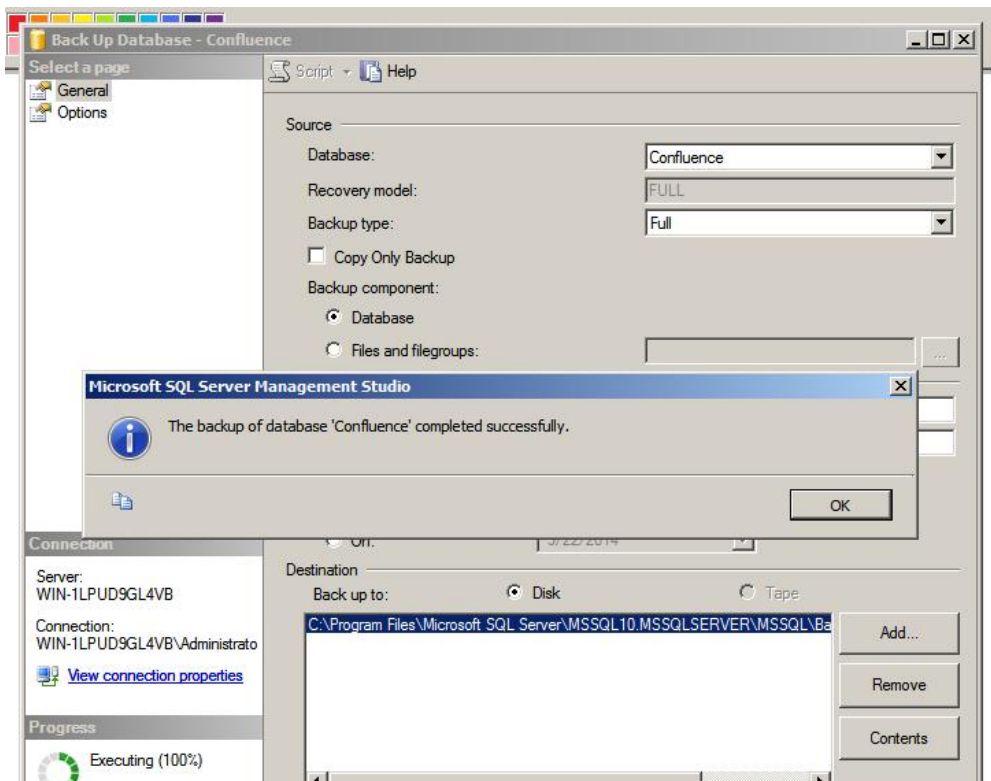 Back Up Database - Confluence
Select a page
General
Options
Script
Help
Source
Database:
Confluence
Recovery model:
FULL
Backup type:
Full
Copy Only Backup
Backup component:
Database
Files and filegroups:
...
Microsoft SQL Server Management Studio
The backup of database 'Confluence' completed successfully.
OK
Connection
Server:
WIN-1LPUD9GL4VB
Connection:
WIN-1LPUD9GL4VB\Administrato
View connection properties
Progress
Executing (100%)
On:
Destination
Back up to:
Disk
Tape
C:\Program Files\Microsoft SQL Server\MSSQL10.MSSQLSERVER\MSSQL\Ba
Add...
Remove
Contents